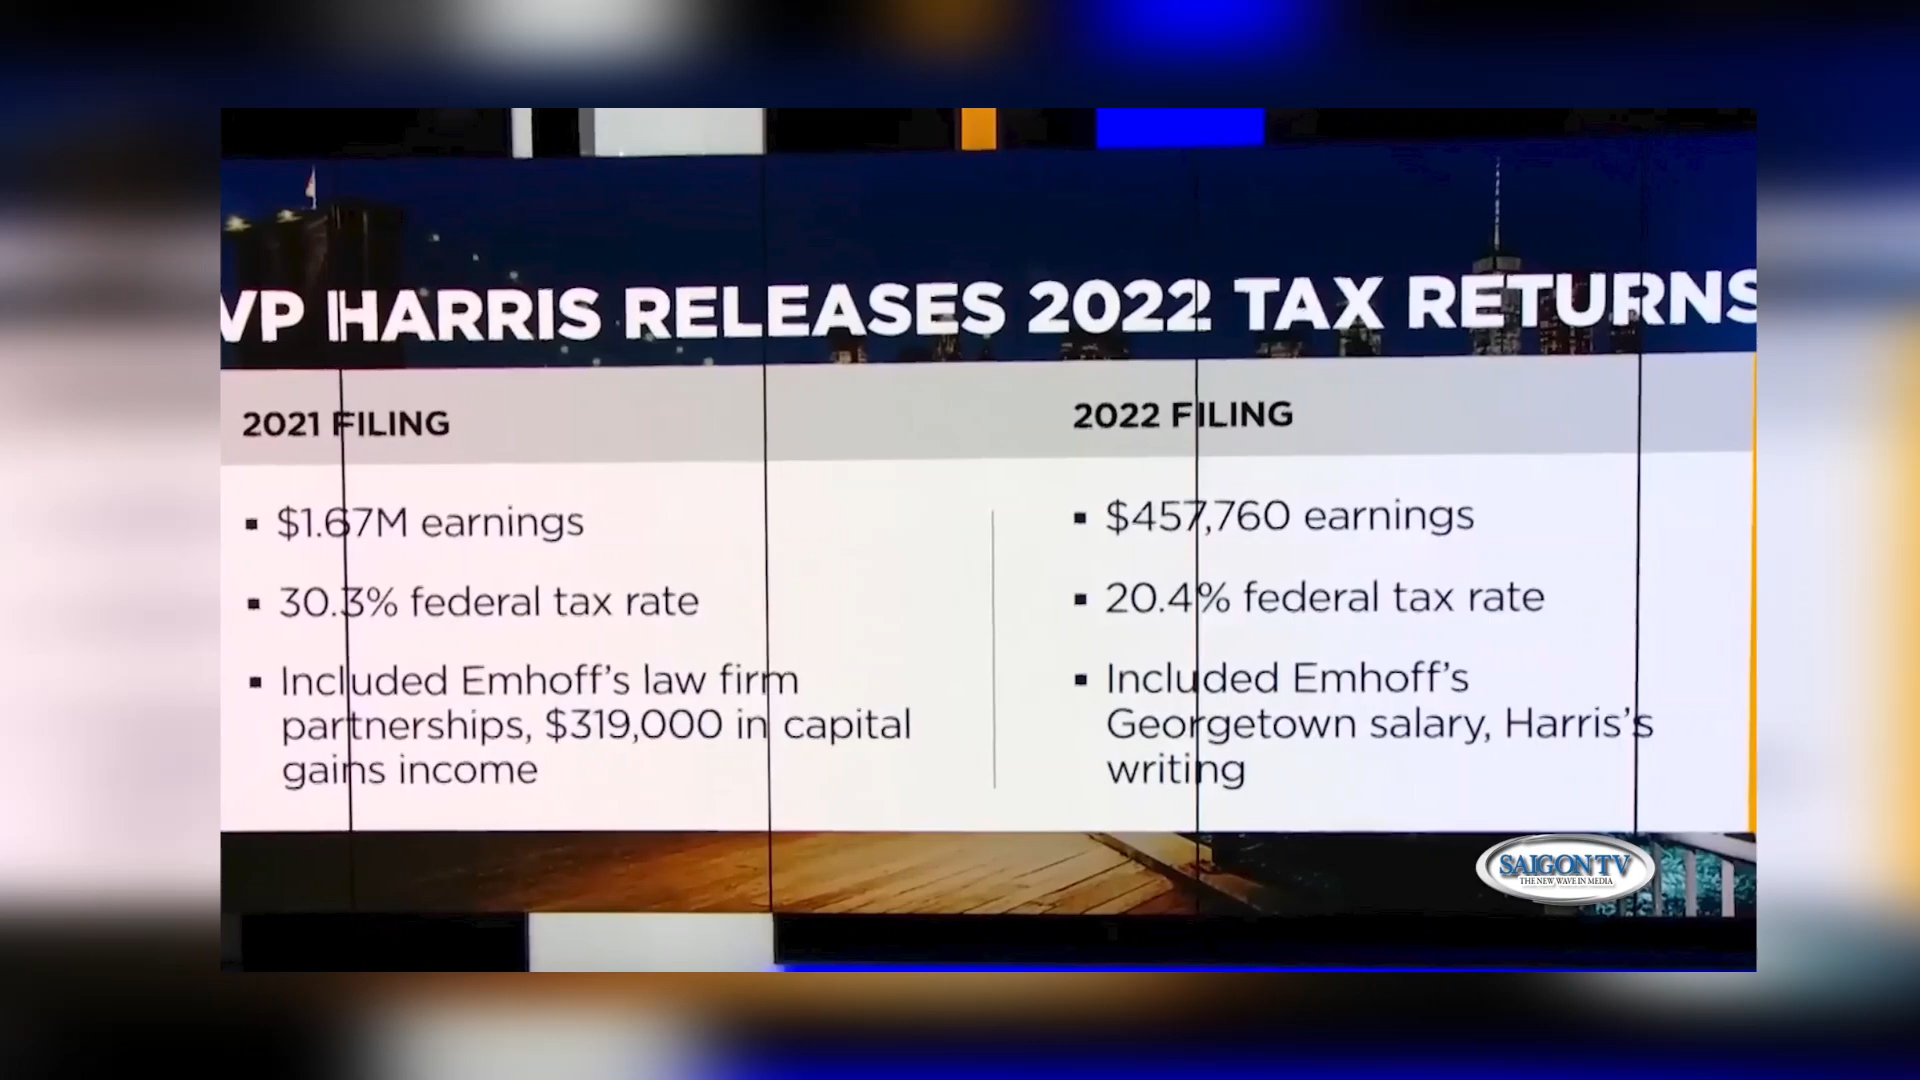 VP HARRIS RELEASES 2022 TAX RETURNS
2021 FILING
▪ $1.67M earnings
▪ 30.3% federal tax rate
▪ Included Emhoff’s law firm
partnerships, $319,000 in capital
gains income
2022 FILING
▪ $457,760 earnings
▪ 20.4% federal tax rate
▪ Included Emhoff’s
Georgetown salary, Harris’s
writing
SAIGON TV
THE NEW WAVE IN MEDIA